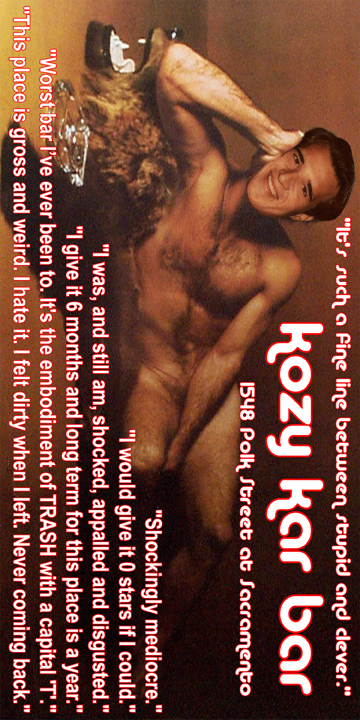 "It's such a fine line between stupid and clever."
kozy kar bar
1548 Polk Street at Sacramento
"Shockingly mediocre."
"I would give it 0 stars if I could."
"I was, and still am, shocked, appalled and disgusted."
"I give it 6 months and long term for this place is a year."
"Worst bar I've ever been to. It's the embodiment of TRASH with a capital 'T'."
"This place is gross and weird. I hate it. I felt dirty when I left. Never coming back."